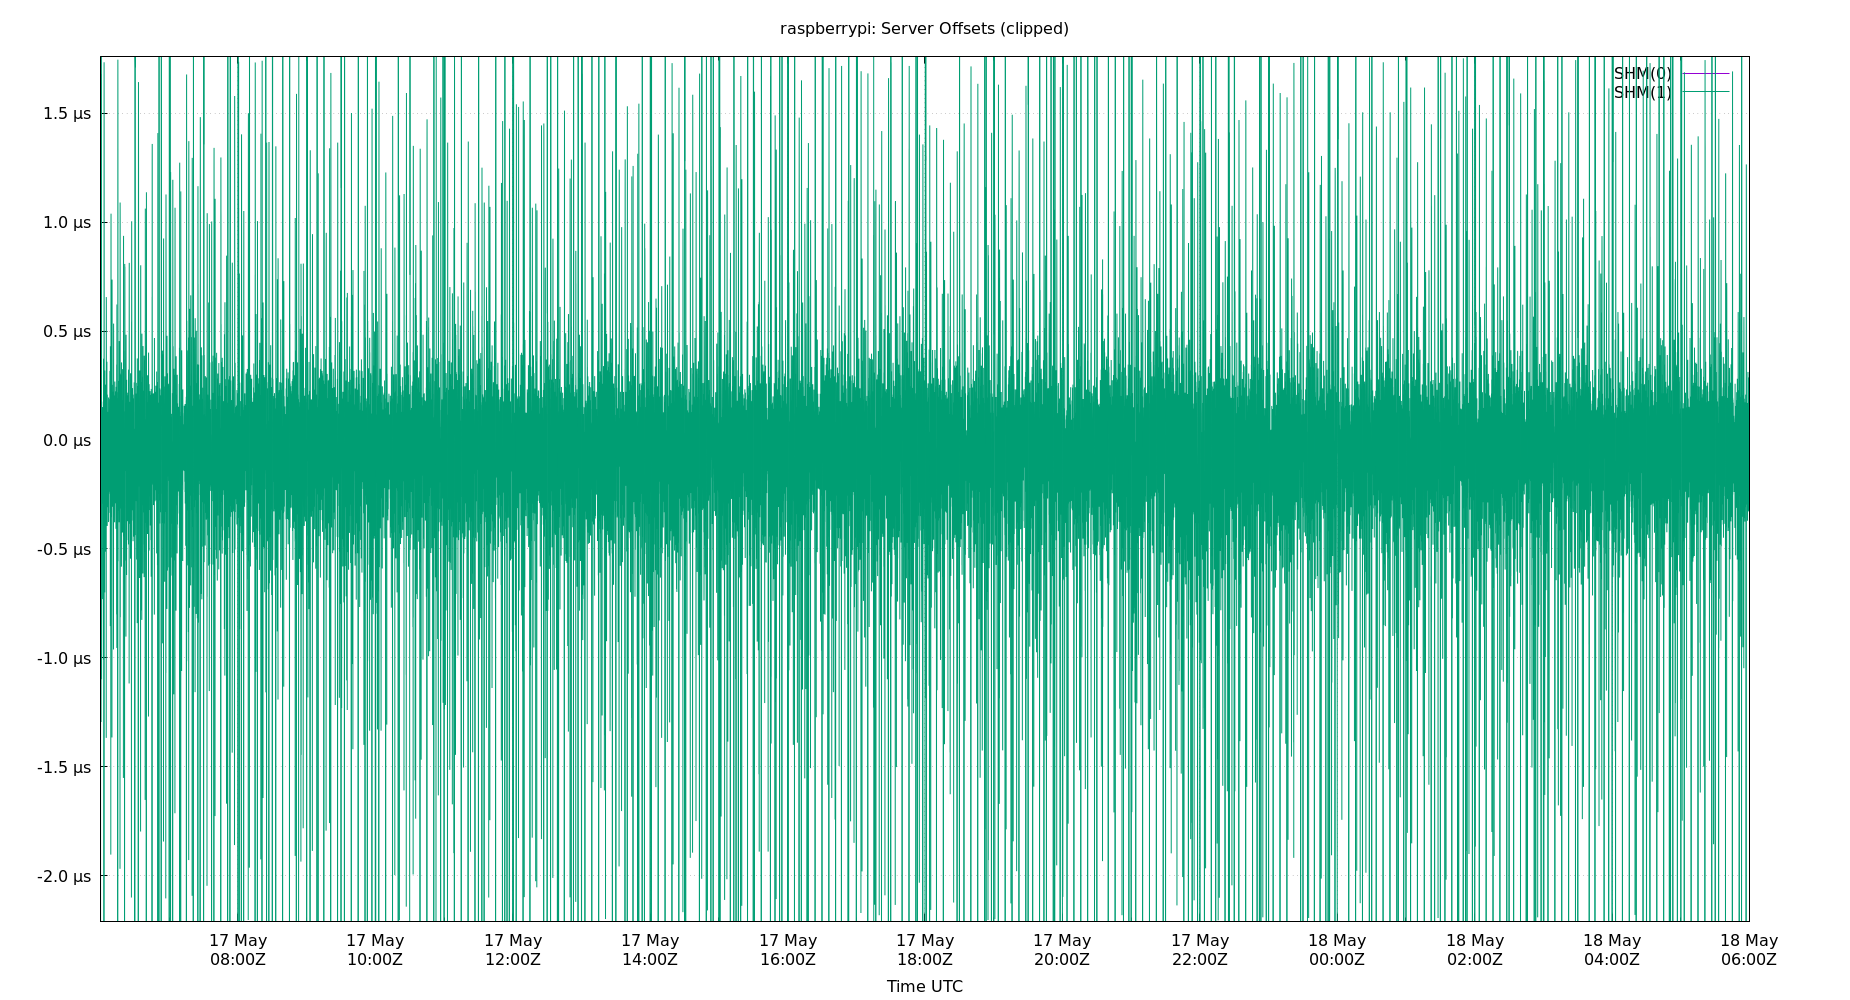 raspberrypi: Server Offsets (clipped)
SHM(0)
SHM(1)
1.5 µs
1.0 µs
0.5 µs
0.0 µs
-0.5 µs
-1.0 µs
-1.5 µs
-2.0 µs
17 May 17 May 17 May 17 May 17 May 17 May 17 May 17 May 18 May 18 May 18 May 18 May
08:00Z 10:00Z 12:00Z 14:00Z 16:00Z 18:00Z 20:00Z 22:00Z 00:00Z 02:00Z 04:00Z 06:00Z
Time UTC